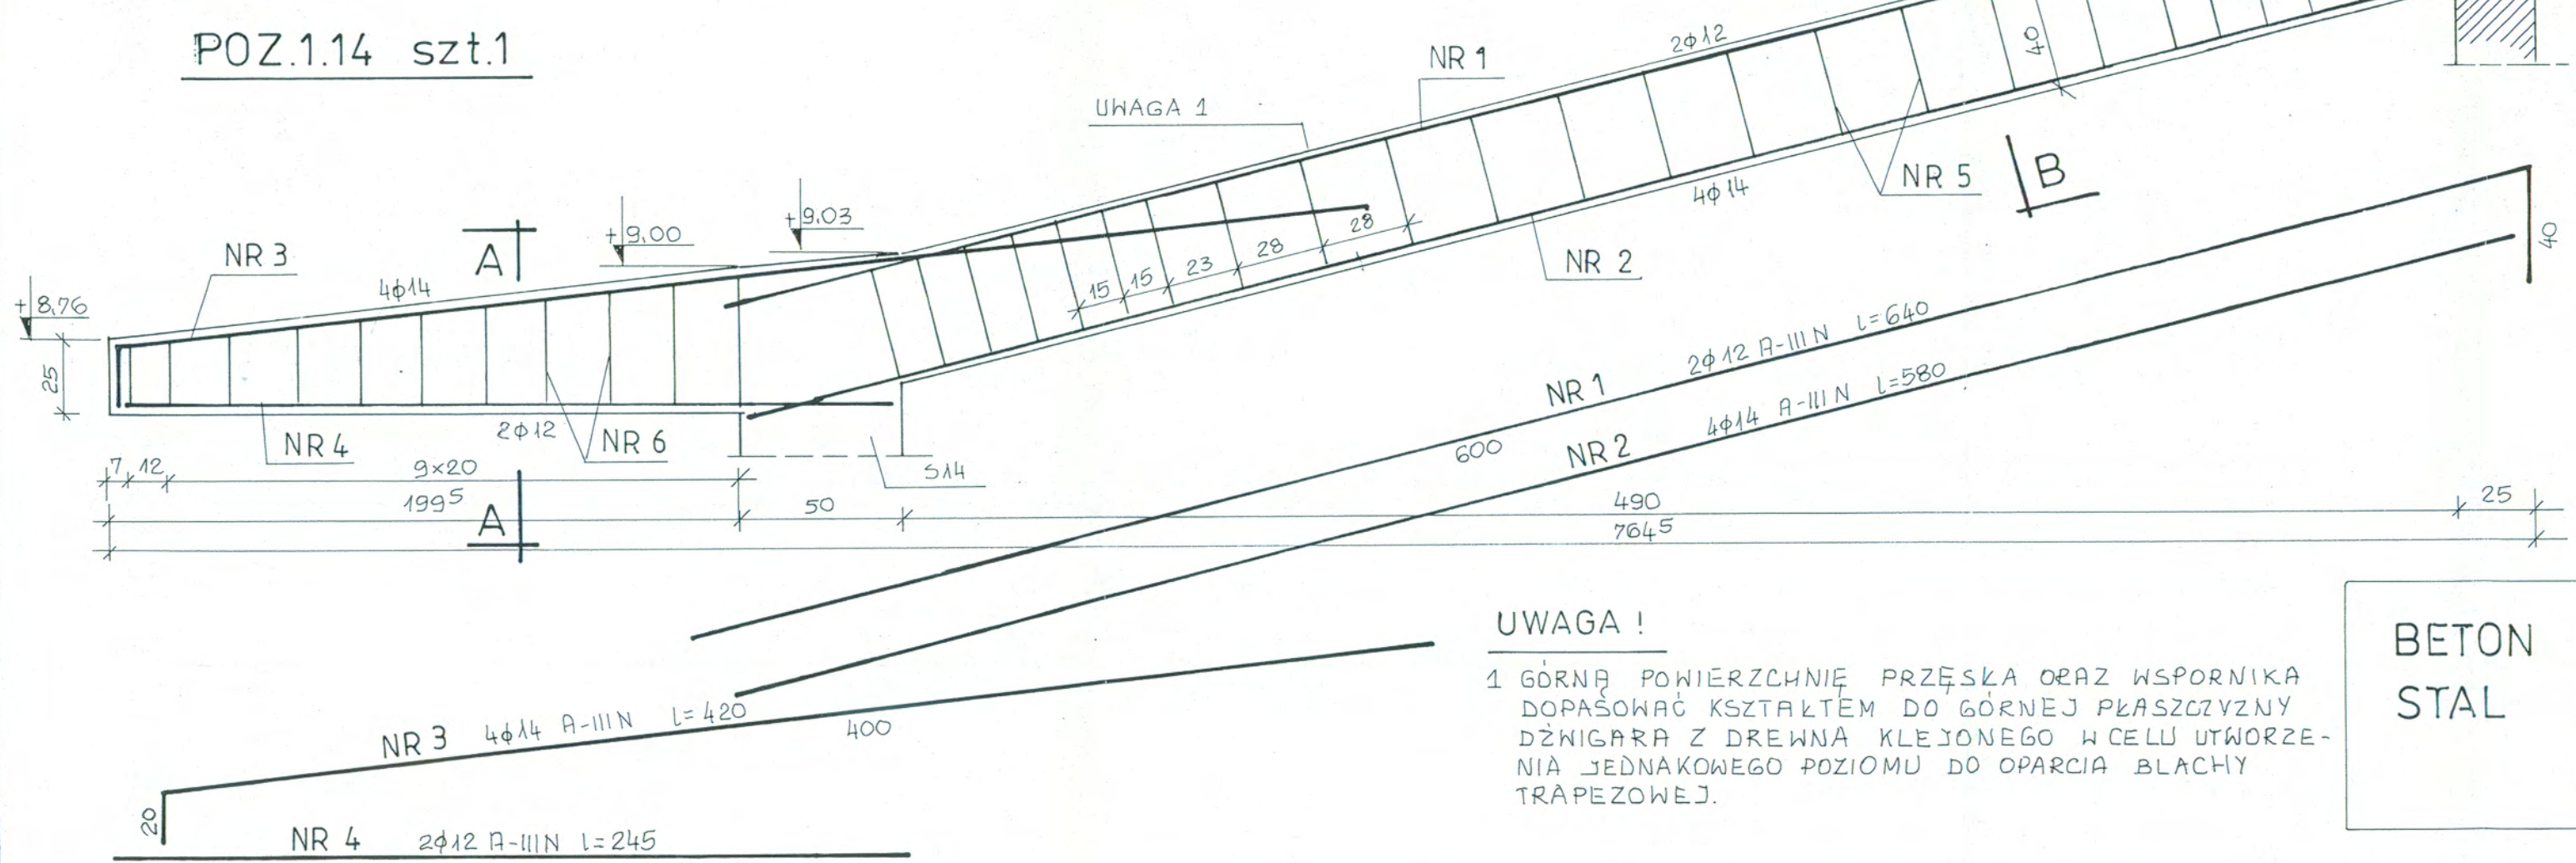 POZ.1.14 szt.1
2ϕ12
NR 1
40
UWAGA 1
NR 5
B
4ϕ14
+9.03
+9.00
NR 3
A
28
28
23
15
15
NR 2
4ϕ14
+8,76
40
25
2ϕ12 A-III N l=640
NR 1
4ϕ14 A-III N l=580
NR 2
600
2ϕ12
NR 4
NR 6
7 12
9×20
S14
199⁵
50
490
25
A
764⁵
UWAGA !
1 GÓRNĄ POWIERZCHNIĘ PRZĘSŁA ORAZ WSPORNIKA
DOPASOWAĆ KSZTAŁTEM DO GÓRNEJ PŁASZCZYZNY
DŹWIGARA Z DREWNA KLEJONEGO W CELU UTWORZE-
NIA JEDNAKOWEGO POZIOMU DO OPARCIA BLACHY
TRAPEZOWEJ.
BETON
STAL
NR 3 4ϕ14 A-III N l=420
400
20
NR 4 2ϕ12 A-III N l=245